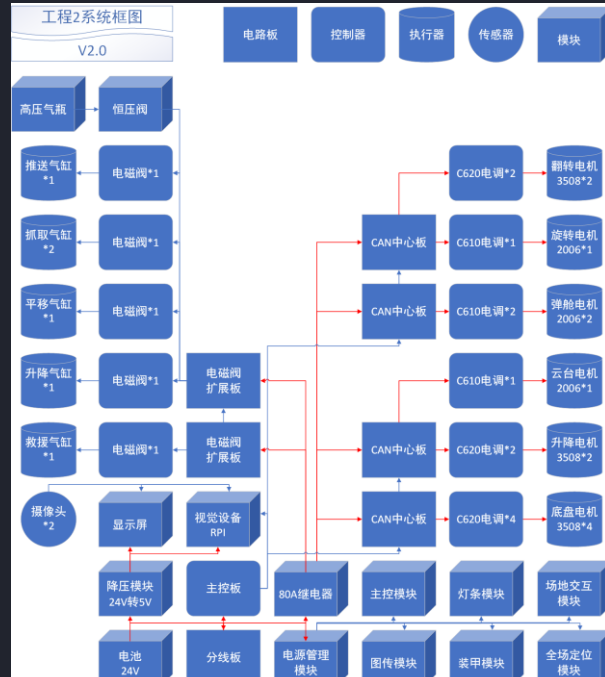 工程2系统框图
V2.0
电路板
控制器
执行器
传感器
模块
高压气瓶
恒压阀
推送气缸
*1
电磁阀*1
C620电调*2
翻转电机
3508*2
抓取气缸
*2
电磁阀*1
CAN中心板
C610电调*1
旋转电机
2006*1
平移气缸
*1
电磁阀*1
CAN中心板
C610电调*2
弹舱电机
2006*2
升降气缸
*1
电磁阀*1
电磁阀
扩展板
C610电调*1
云台电机
2006*1
救援气缸
*1
电磁阀*1
电磁阀
扩展板
CAN中心板
C620电调*2
升降电机
3508*2
摄像头
*2
显示屏
视觉设备
RPI
CAN中心板
C620电调*4
底盘电机
3508*4
降压模块
24V转5V
主控板
80A继电器
主控模块
灯条模块
场地交互
模块
电池
24V
分线板
电源管理
模块
图传模块
装甲模块
全场定位
模块